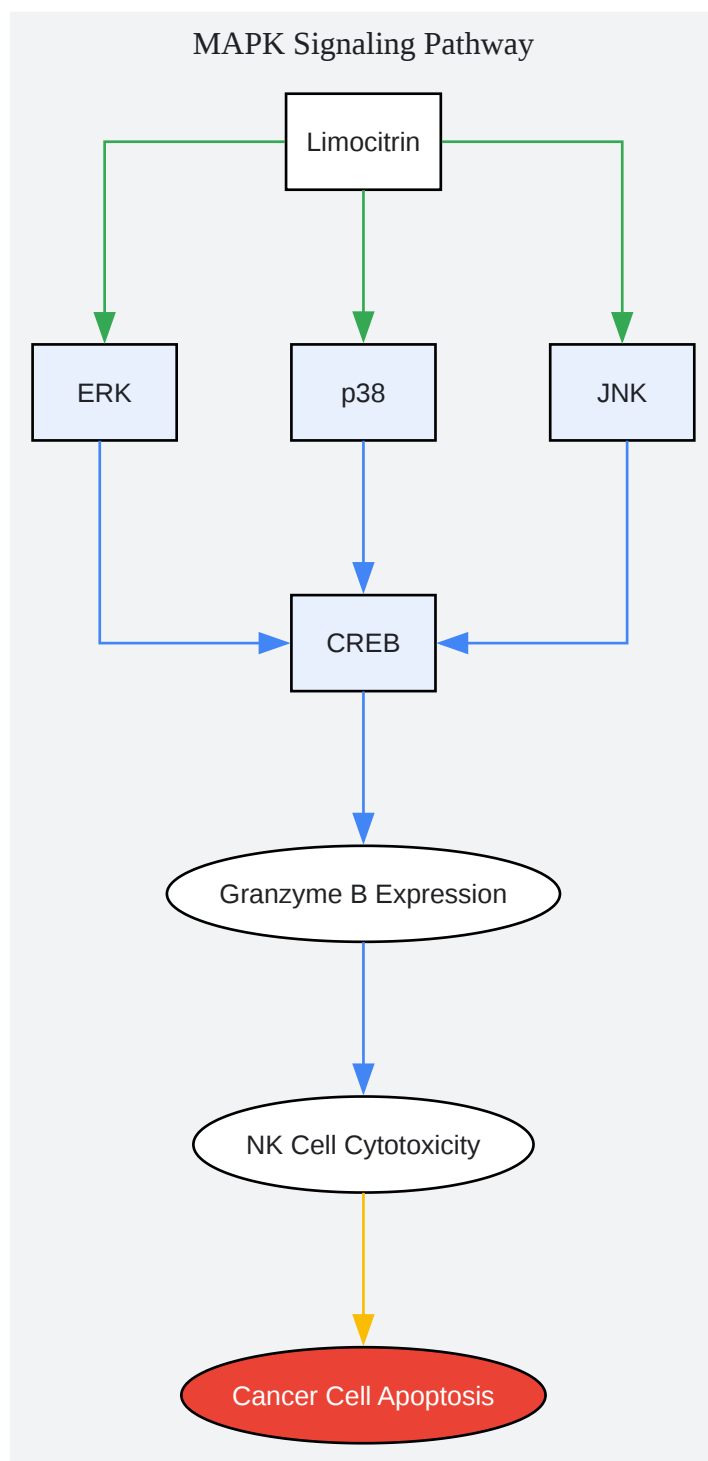 MAPK Signaling Pathway
Limocitrin
ERK
p38
JNK
CREB
Granzyme B Expression
NK Cell Cytotoxicity
Cancer Cell Apoptosis